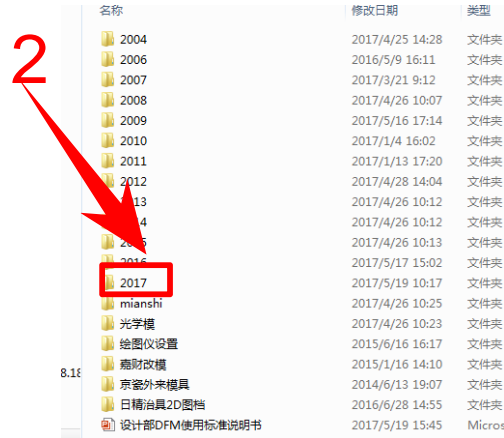 名称 修改日期 类型
2
2004 2017/4/25 14:28 文件夹
2006 2016/5/9 16:11 文件夹
2007 2017/3/21 9:12 文件夹
2008 2017/4/26 10:07 文件夹
2009 2017/5/16 17:14 文件夹
2010 2017/1/4 16:02 文件夹
2011 2017/1/13 17:20 文件夹
2012 2017/4/28 14:04 文件夹
13 2017/4/26 10:12 文件夹
14 2017/4/26 10:12 文件夹
2015 2017/4/26 10:13 文件夹
2016 2017/5/17 15:02 文件夹
2017 2017/5/19 10:17 文件夹
mianshi 2017/4/26 10:25 文件夹
光学模 2017/4/26 10:23 文件夹
绘图仪设置 2015/6/16 16:17 文件夹
8.18
嘉财改模 2015/1/16 14:10 文件夹
京瓷外来模具 2014/6/13 19:07 文件夹
日精治具2D图档 2016/6/28 14:55 文件夹
设计部DFM使用标准说明书 2017/5/19 15:45 Micros